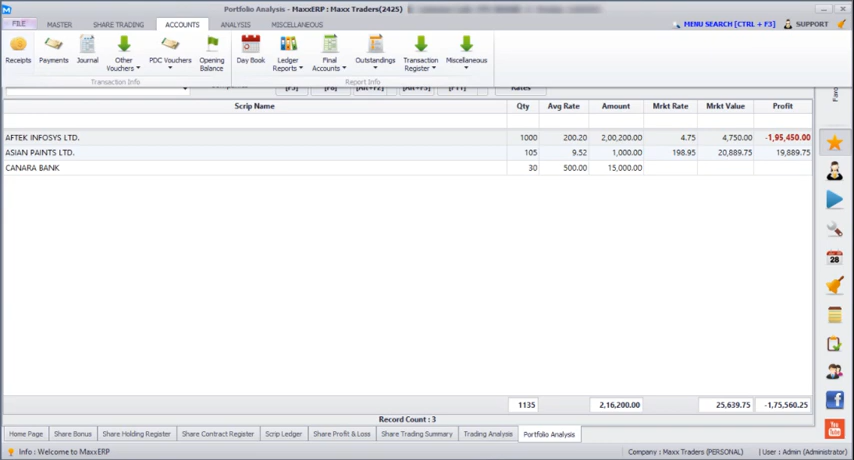 Portfolio Analysis - MaxxERP : Maxx Traders(2425)
FILE MASTER SHARE TRADING ACCOUNTS ANALYSIS MISCELLANEOUS MENU SEARCH [CTRL + F3] SUPPORT
Receipts Payments Journal Other Vouchers PDC Vouchers Opening Balance Day Book Ledger Reports Final Accounts Outstandings Transaction Register Miscellaneous
Transaction Info Report Info
Scrip Name Qty Avg Rate Amount Mrkt Rate Mrkt Value Profit
AFTEK INFOSYS LTD. 1000 200.20 2,00,200.00 4.75 4,750.00 -1,95,450.00
ASIAN PAINTS LTD. 105 9.52 1,000.00 198.95 20,889.75 19,889.75
CANARA BANK 30 500.00 15,000.00
28
1135 2,16,200.00 25,639.75 -1,75,560.25
Record Count : 3
Home Page Share Bonus Share Holding Register Share Contract Register Scrip Ledger Share Profit & Loss Share Trading Summary Trading Analysis Portfolio Analysis
Info : Welcome to MaxxERP Company : Maxx Traders (PERSONAL) | User : Admin (Administrator)